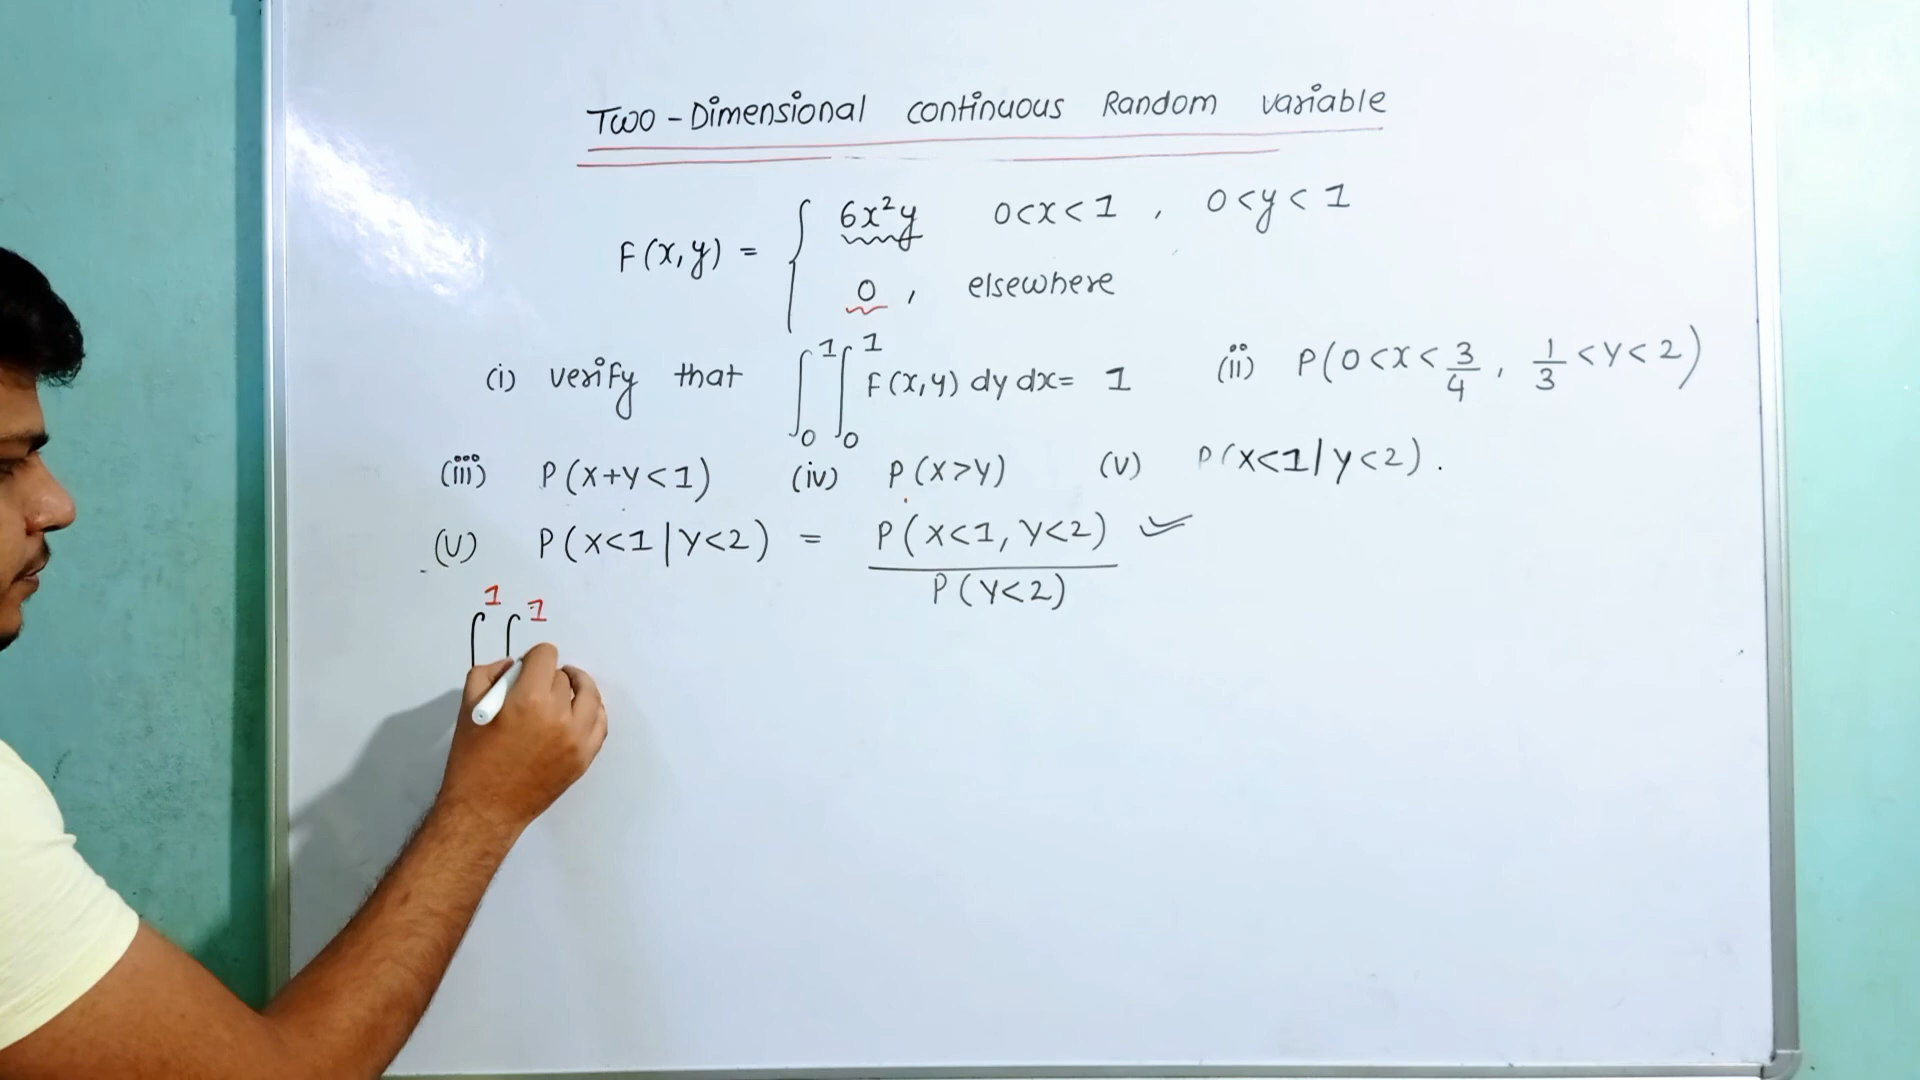 Two-Dimensional continuous Random variable
F(x,y) = { 6x²y 0<x<1 , 0<y<1
0 , elsewhere
(i) verify that ∫₀¹∫₀¹ F(x,y) dy dx = 1 (ii) P(0<x<3/4, 1/3<Y<2)
(iii) P(X+Y<1) (iv) P(X>Y) (v) P(X<1/Y<2).
(v) P(X<1|Y<2) = P(X<1, Y<2) / P(Y<2)
∫¹∫¹